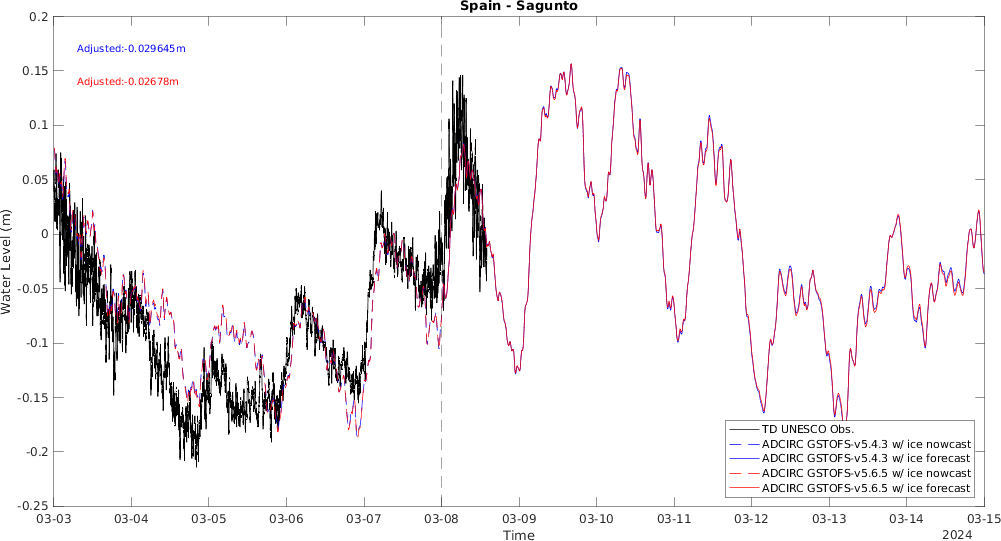 Spain - Sagunto
Adjusted:-0.029645m
Adjusted:-0.02678m
Water Level (m)
0.2
0.15
0.1
0.05
0
-0.05
-0.1
-0.15
-0.2
-0.25
TD UNESCO Obs.
ADCIRC GSTOFS-v5.4.3 w/ ice nowcast
ADCIRC GSTOFS-v5.4.3 w/ ice forecast
ADCIRC GSTOFS-v5.6.5 w/ ice nowcast
ADCIRC GSTOFS-v5.6.5 w/ ice forecast
03-03 03-04 03-05 03-06 03-07 03-08 03-09 03-10 03-11 03-12 03-13 03-14 03-15
Time
2024